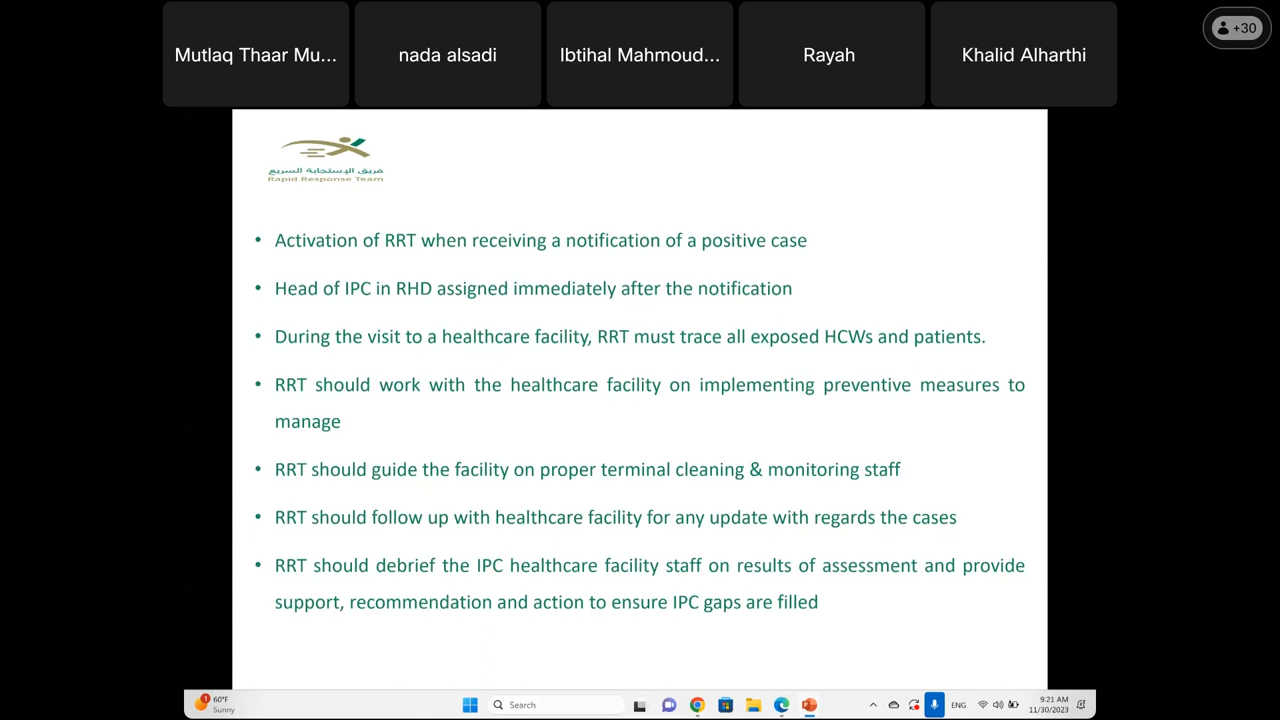 Mutlaq Thaar Mu...
nada alsadi
Ibtihal Mahmoud...
Rayah
Khalid Alharthi
+30
فريق الإستجابة السريع
Rapid Response Team
• Activation of RRT when receiving a notification of a positive case
• Head of IPC in RHD assigned immediately after the notification
• During the visit to a healthcare facility, RRT must trace all exposed HCWs and patients.
• RRT should work with the healthcare facility on implementing preventive measures to
manage
• RRT should guide the facility on proper terminal cleaning & monitoring staff
• RRT should follow up with healthcare facility for any update with regards the cases
• RRT should debrief the IPC healthcare facility staff on results of assessment and provide
support, recommendation and action to ensure IPC gaps are filled
1
60°F
Sunny
Search
ENG
9:21 AM
11/30/2023